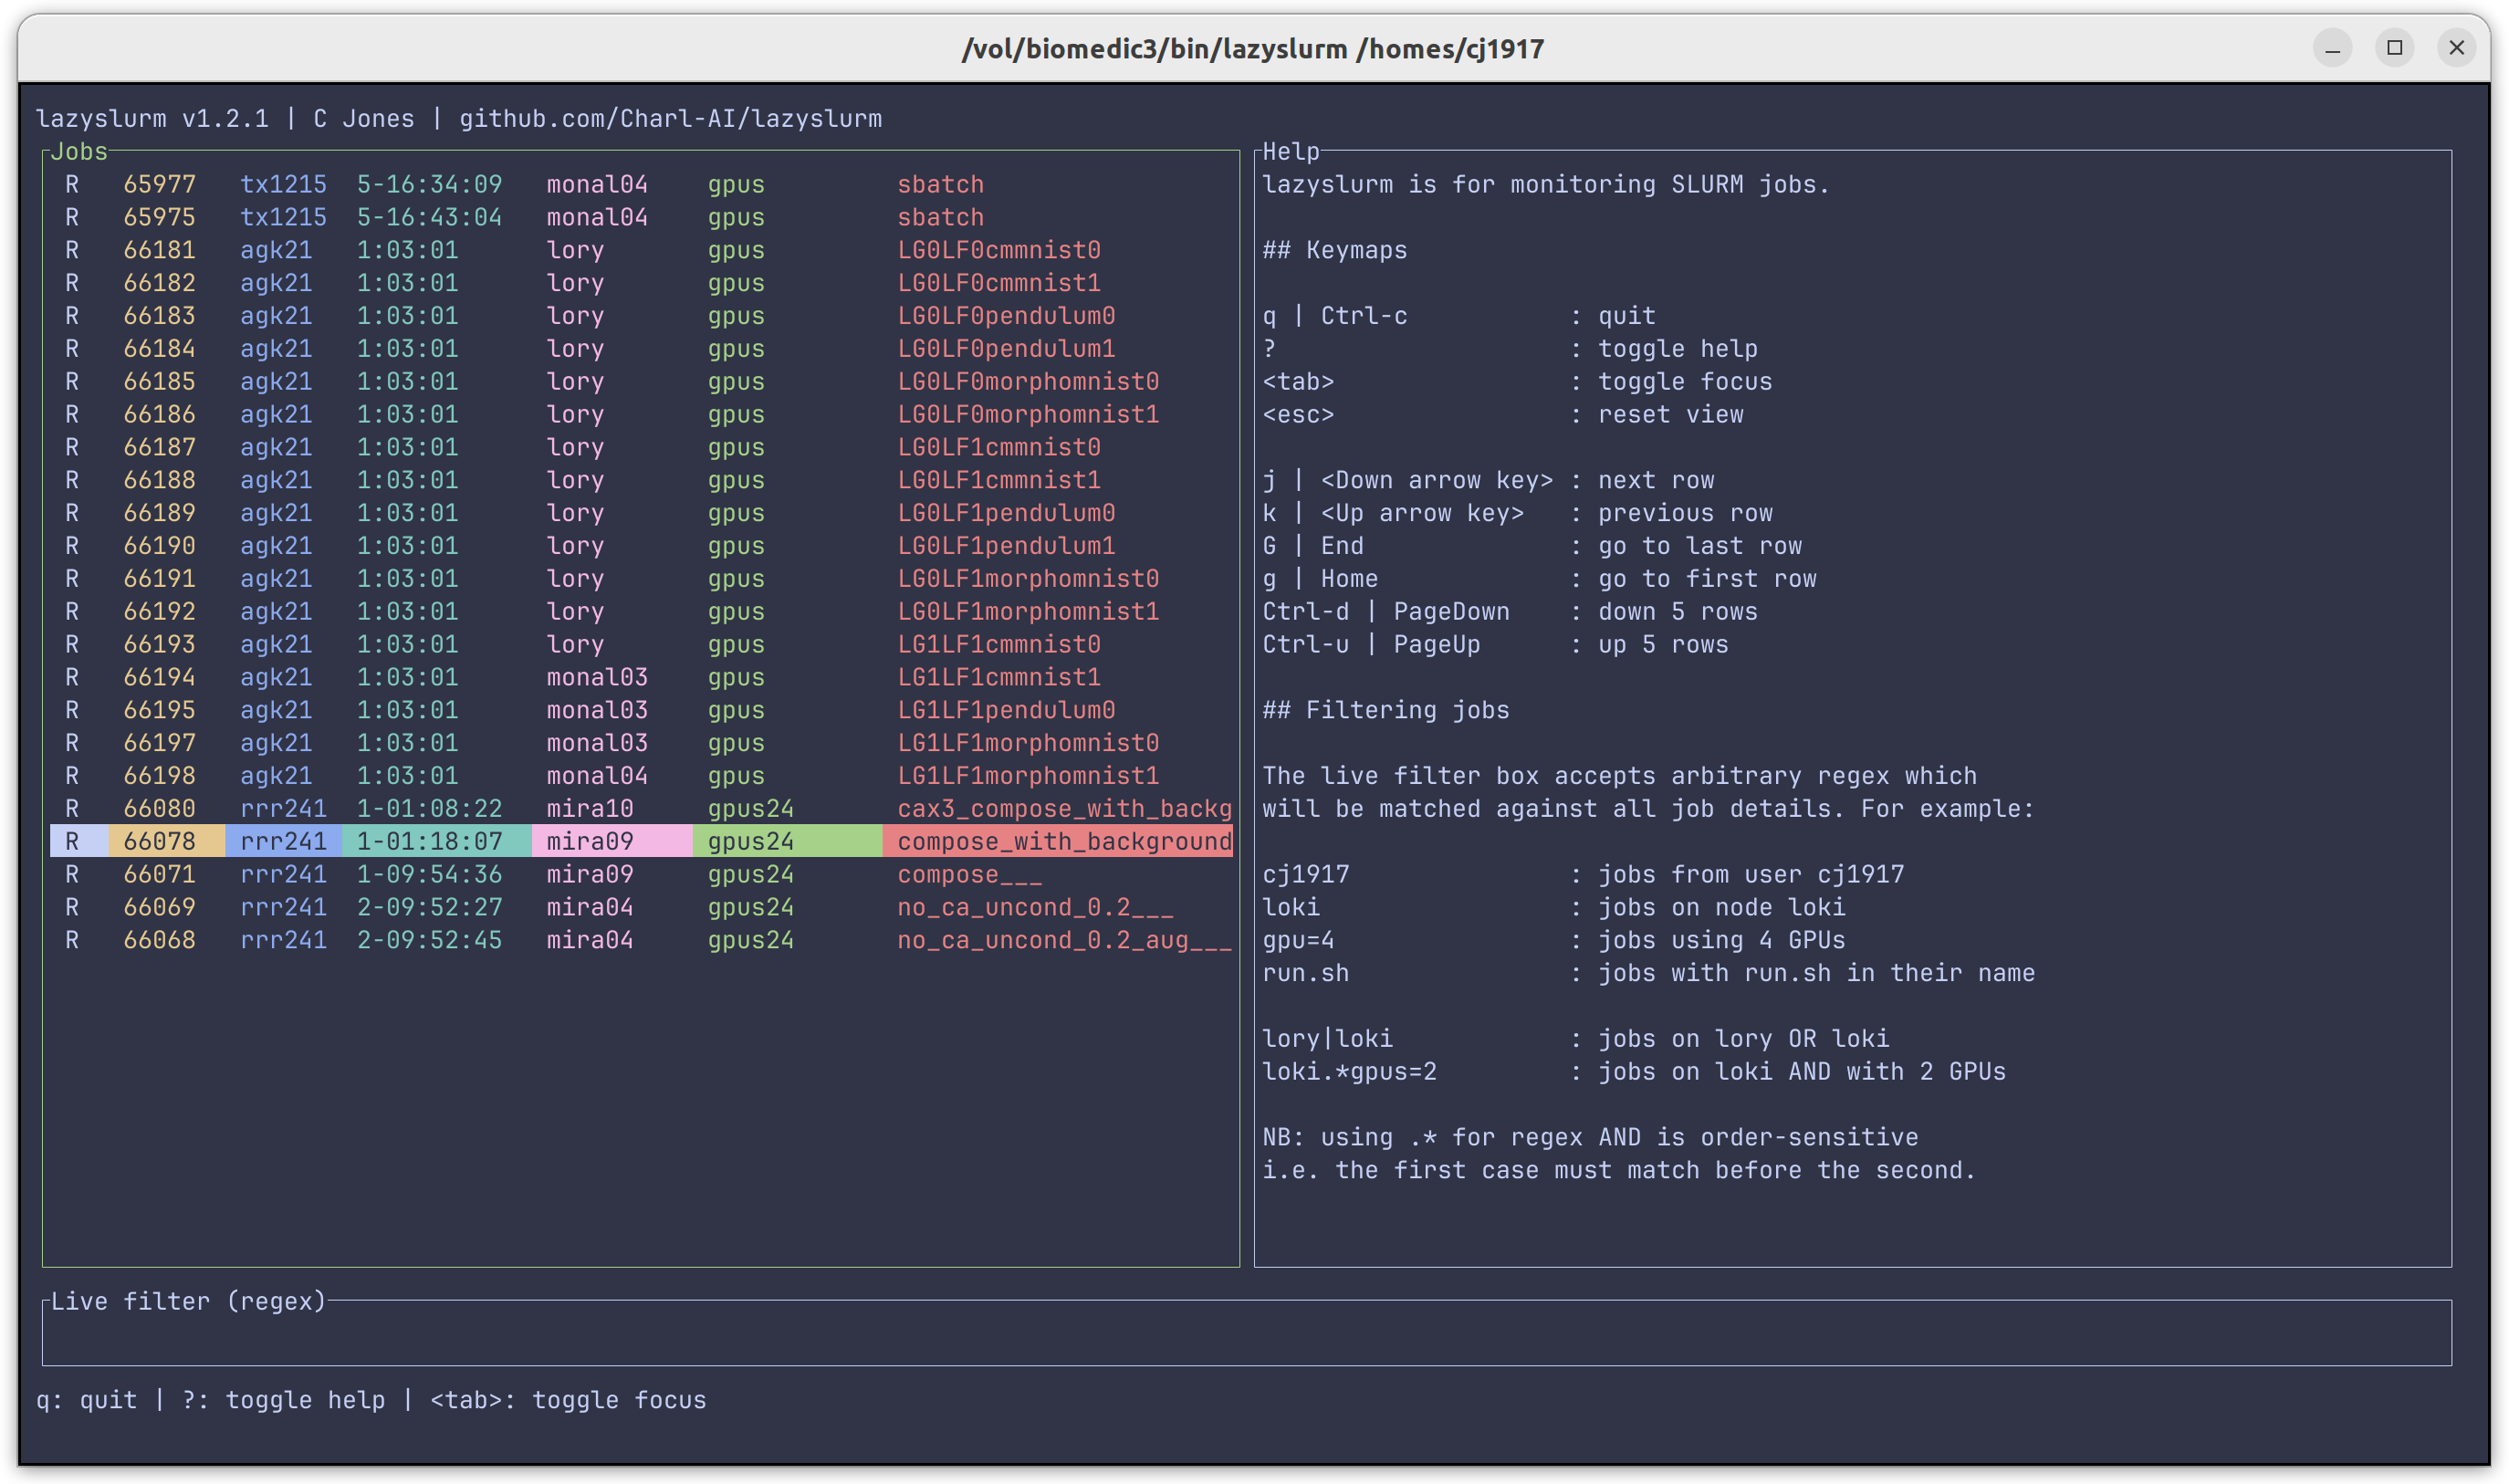 /vol/biomedic3/bin/lazyslurm /homes/cj1917
lazyslurm v1.2.1 | C Jones | github.com/Charl-AI/lazyslurm
Jobs
R 65977 tx1215 5-16:34:09 monal04 gpus sbatch
R 65975 tx1215 5-16:43:04 monal04 gpus sbatch
R 66181 agk21 1:03:01 lory gpus LG0LF0cmmnist0
R 66182 agk21 1:03:01 lory gpus LG0LF0cmmnist1
R 66183 agk21 1:03:01 lory gpus LG0LF0pendulum0
R 66184 agk21 1:03:01 lory gpus LG0LF0pendulum1
R 66185 agk21 1:03:01 lory gpus LG0LF0morphomnist0
R 66186 agk21 1:03:01 lory gpus LG0LF0morphomnist1
R 66187 agk21 1:03:01 lory gpus LG0LF1cmmnist0
R 66188 agk21 1:03:01 lory gpus LG0LF1cmmnist1
R 66189 agk21 1:03:01 lory gpus LG0LF1pendulum0
R 66190 agk21 1:03:01 lory gpus LG0LF1pendulum1
R 66191 agk21 1:03:01 lory gpus LG0LF1morphomnist0
R 66192 agk21 1:03:01 lory gpus LG0LF1morphomnist1
R 66193 agk21 1:03:01 lory gpus LG1LF1cmmnist0
R 66194 agk21 1:03:01 monal03 gpus LG1LF1cmmnist1
R 66195 agk21 1:03:01 monal03 gpus LG1LF1pendulum0
R 66197 agk21 1:03:01 monal03 gpus LG1LF1morphomnist0
R 66198 agk21 1:03:01 monal04 gpus LG1LF1morphomnist1
R 66080 rrr241 1-01:08:22 mira10 gpus24 cax3_compose_with_backg
R 66078 rrr241 1-01:18:07 mira09 gpus24 compose_with_background
R 66071 rrr241 1-09:54:36 mira09 gpus24 compose___
R 66069 rrr241 2-09:52:27 mira04 gpus24 no_ca_uncond_0.2___
R 66068 rrr241 2-09:52:45 mira04 gpus24 no_ca_uncond_0.2_aug___
Help
lazyslurm is for monitoring SLURM jobs.
## Keymaps
q | Ctrl-c : quit
? : toggle help
<tab> : toggle focus
<esc> : reset view
j | <Down arrow key> : next row
k | <Up arrow key> : previous row
G | End : go to last row
g | Home : go to first row
Ctrl-d | PageDown : down 5 rows
Ctrl-u | PageUp : up 5 rows
## Filtering jobs
The live filter box accepts arbitrary regex which
will be matched against all job details. For example:
cj1917 : jobs from user cj1917
loki : jobs on node loki
gpu=4 : jobs using 4 GPUs
run.sh : jobs with run.sh in their name
lory|loki : jobs on lory OR loki
loki.*gpus=2 : jobs on loki AND with 2 GPUs
NB: using .* for regex AND is order-sensitive
i.e. the first case must match before the second.
Live filter (regex)
q: quit | ?: toggle help | <tab>: toggle focus